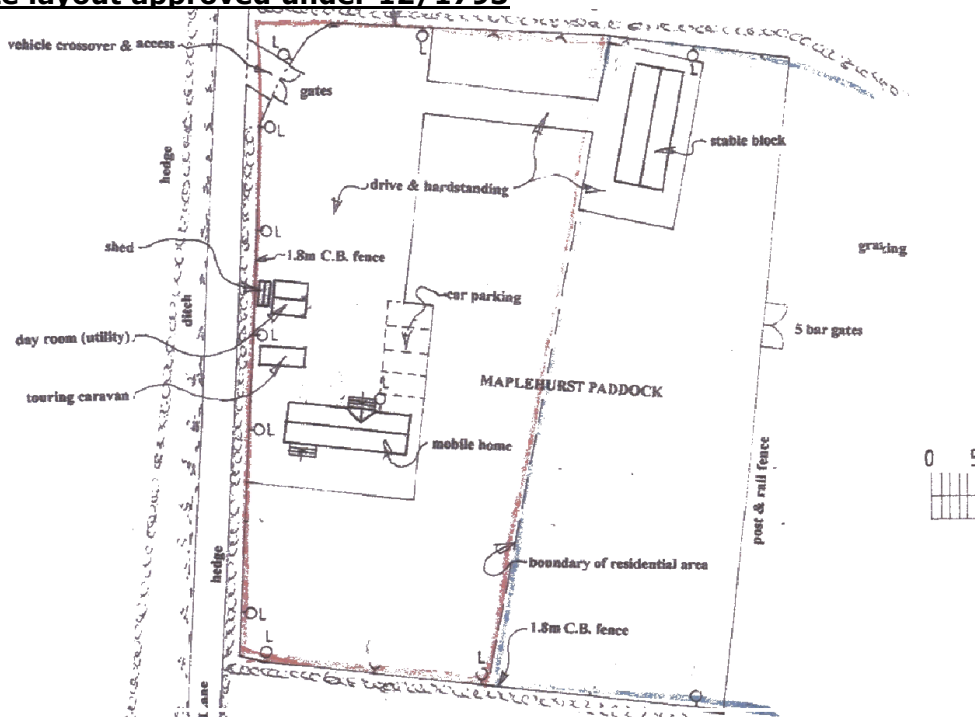 layout approved under 12/1793
vehicle crossover & access
L
gates
L
L
L
hedge
stable block
drive & hardstanding
grazing
shed
L
1.8m C.B. fence
ditch
car parking
day room (utility)
L
5 bar gates
touring caravan
MAPLEHURST PADDOCK
L
mobile home
0
post & rail fence
hedge
boundary of residential area
L
1.8m C.B. fence
L
L
Lane